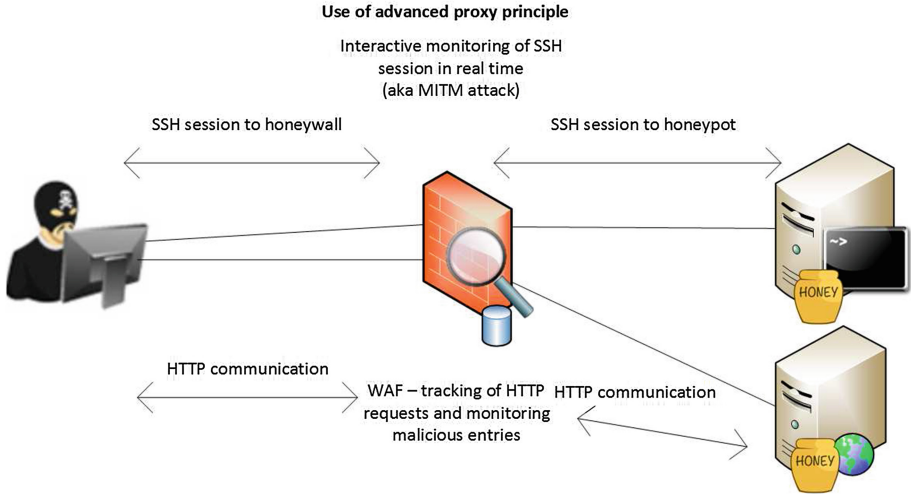 Use of advanced proxy principle
Interactive monitoring of SSH
session in real time
(aka MITM attack)
SSH session to honeywall
SSH session to honeypot
~>
HONEY
HTTP communication
WAF – tracking of HTTP
requests and monitoring
malicious entries
HTTP communication
HONEY